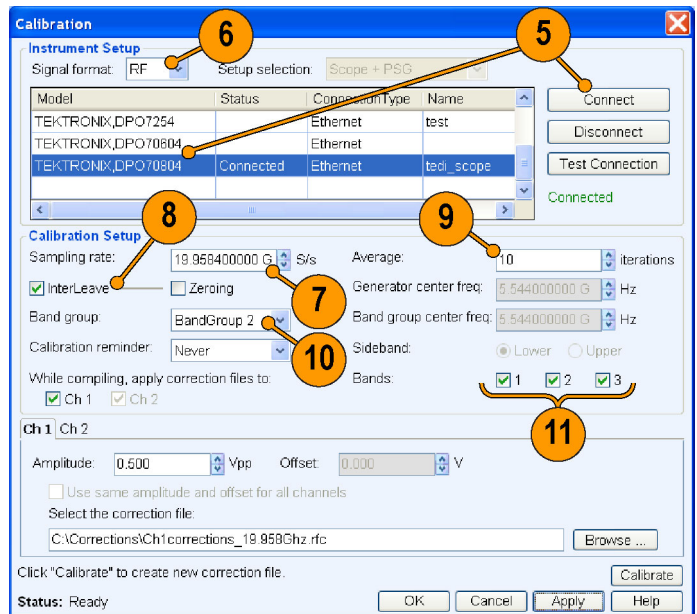 Calibration
Instrument Setup
Signal format: RF Setup selection: Scope + PSG
6
5
Model Status ConnectionType Name
TEKTRONIX,DPO7254 Ethernet test
TEKTRONIX,DPO70604 Ethernet
TEKTRONIX,DPO70804 Connected Ethernet tedi_scope
Connect
Disconnect
Test Connection
Connected
8
9
Calibration Setup
Sampling rate: 19.958400000 G S/s Average: 10 iterations
InterLeave Zeroing Generator center freq: 5.544000000 G Hz
7
Band group: BandGroup 2 Band group center freq: 5.544000000 G Hz
10
Calibration reminder: Never Sideband: Lower Upper
While compiling, apply correction files to: Bands: 1 2 3
Ch 1 Ch 2
11
Ch 1 Ch 2
Amplitude: 0.500 Vpp Offset: 0.000 V
Use same amplitude and offset for all channels
Select the correction file:
C:\Corrections\Ch1corrections_19.958Ghz.rfc Browse ...
Click "Calibrate" to create new correction file. Calibrate
Status: Ready OK Cancel Apply Help